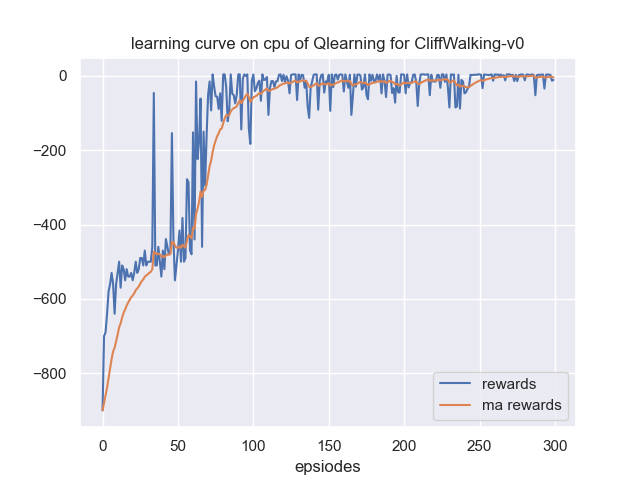 learning curve on cpu of Qlearning for CliffWalking-v0
0
−200
−400
−600
−800
0 50 100 150 200 250 300
epsiodes
rewards
ma rewards